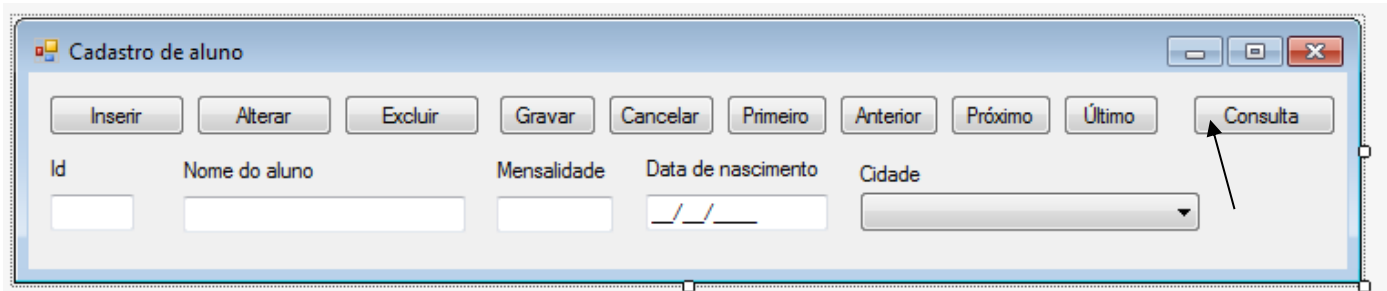 Cadastro de aluno
Inserir Alterar Excluir Gravar Cancelar Primeiro Anterior Próximo Último Consulta
Id Nome do aluno Mensalidade Data de nascimento Cidade
__/__/____